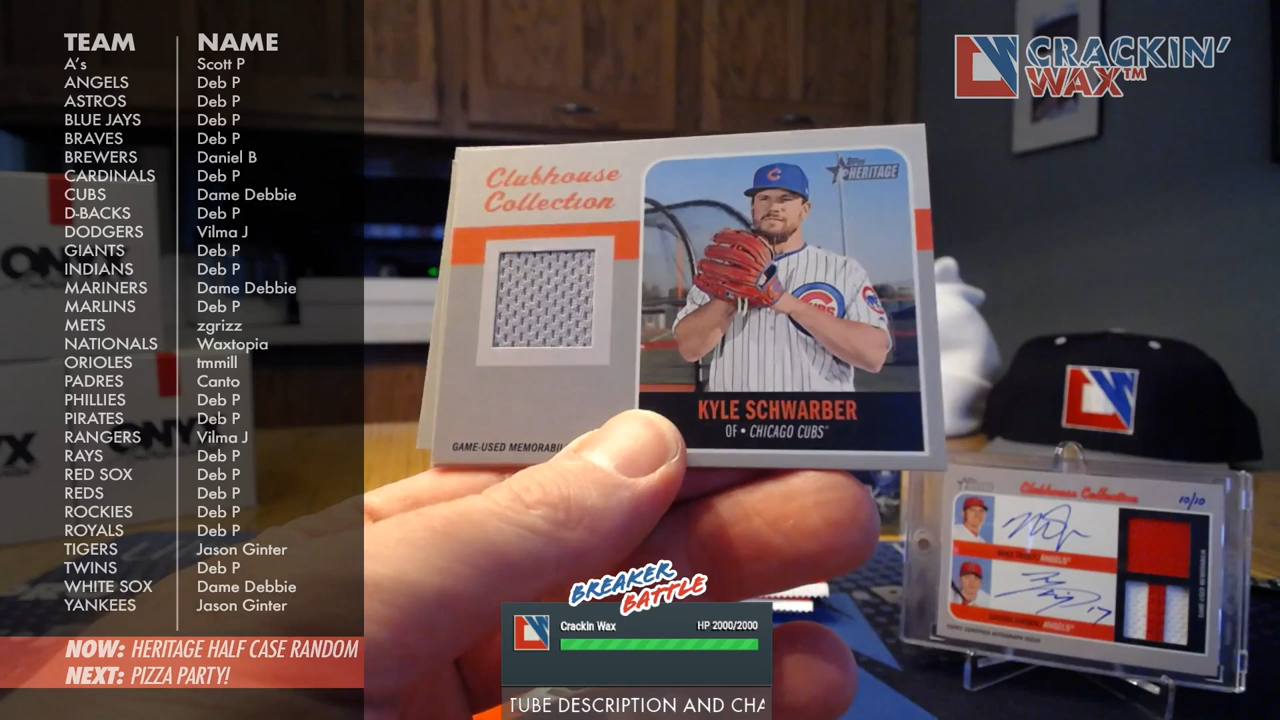 TEAM NAME
A's Scott P
ANGELS Deb P
ASTROS Deb P
BLUE JAYS Deb P
BRAVES Deb P
BREWERS Daniel B
CARDINALS Deb P
CUBS Dame Debbie
D-BACKS Deb P
DODGERS Vilma J
GIANTS Deb P
INDIANS Deb P
MARINERS Dame Debbie
MARLINS Deb P
METS zgrizz
NATIONALS Waxtopia
ORIOLES tmmill
PADRES Canto
PHILLIES Deb P
PIRATES Deb P
RANGERS Vilma J
RAYS Deb P
RED SOX Deb P
REDS Deb P
ROCKIES Deb P
ROYALS Deb P
TIGERS Jason Ginter
TWINS Deb P
WHITE SOX Dame Debbie
YANKEES Jason Ginter
NOW: HERITAGE HALF CASE RANDOM
NEXT: PIZZA PARTY!
CRACKIN'
WAX™
Clubhouse
Collection
Topps
HERITAGE
KYLE SCHWARBER
OF • CHICAGO CUBS
GAME-USED MEMORABI
Clubhouse Collection
10/10
ANGELS
ANGELS
BREAKER
BATTLE
Crackin Wax HP 2000/2000
TUBE DESCRIPTION AND CHA